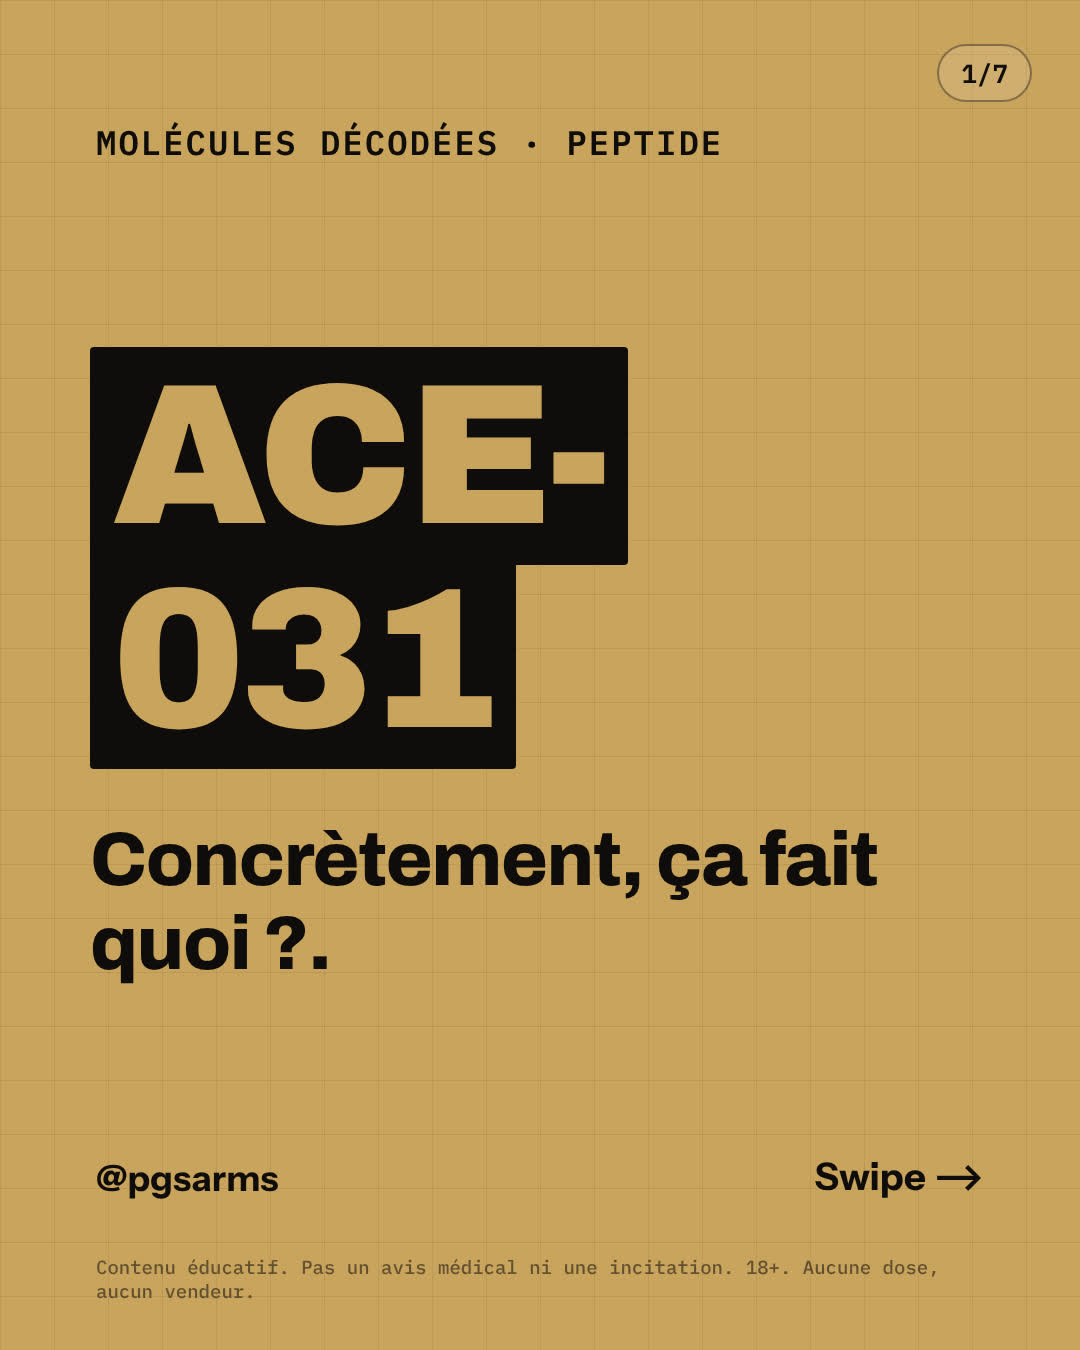 1/7
MOLÉCULES DÉCODÉES · PEPTIDE
ACE-
031
Concrètement, ça fait
quoi ?.
@pgsarms
Swipe →
Contenu éducatif. Pas un avis médical ni une incitation. 18+. Aucune dose,
aucun vendeur.